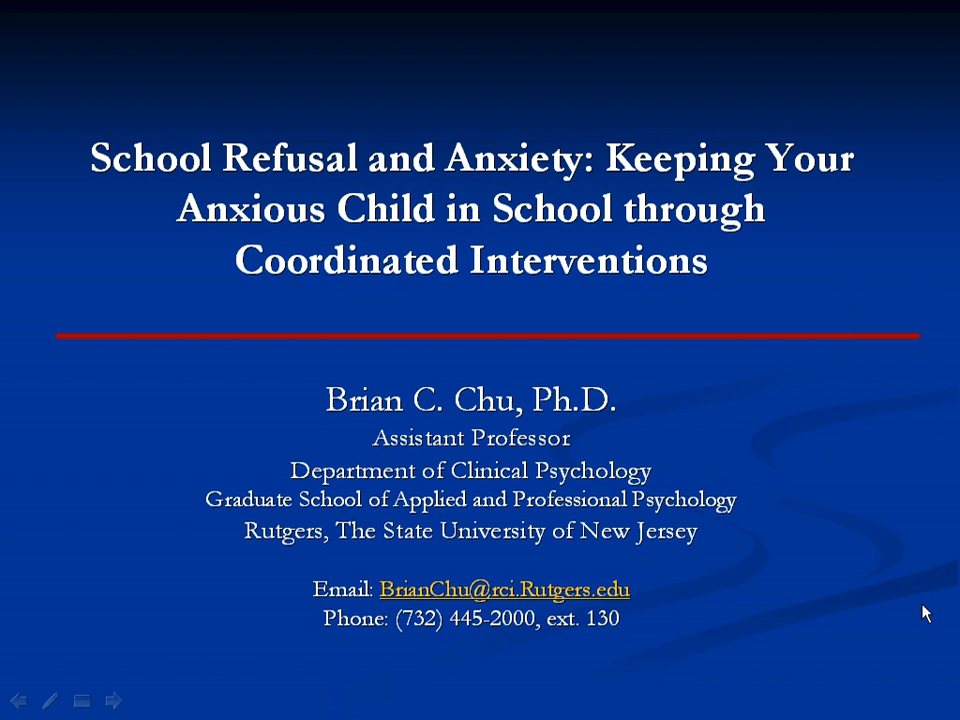 School Refusal and Anxiety: Keeping Your
Anxious Child in School through
Coordinated Interventions
Brian C. Chu, Ph.D.
Assistant Professor
Department of Clinical Psychology
Graduate School of Applied and Professional Psychology
Rutgers, The State University of New Jersey
Email: BrianChu@rci.Rutgers.edu
Phone: (732) 445-2000, ext. 130